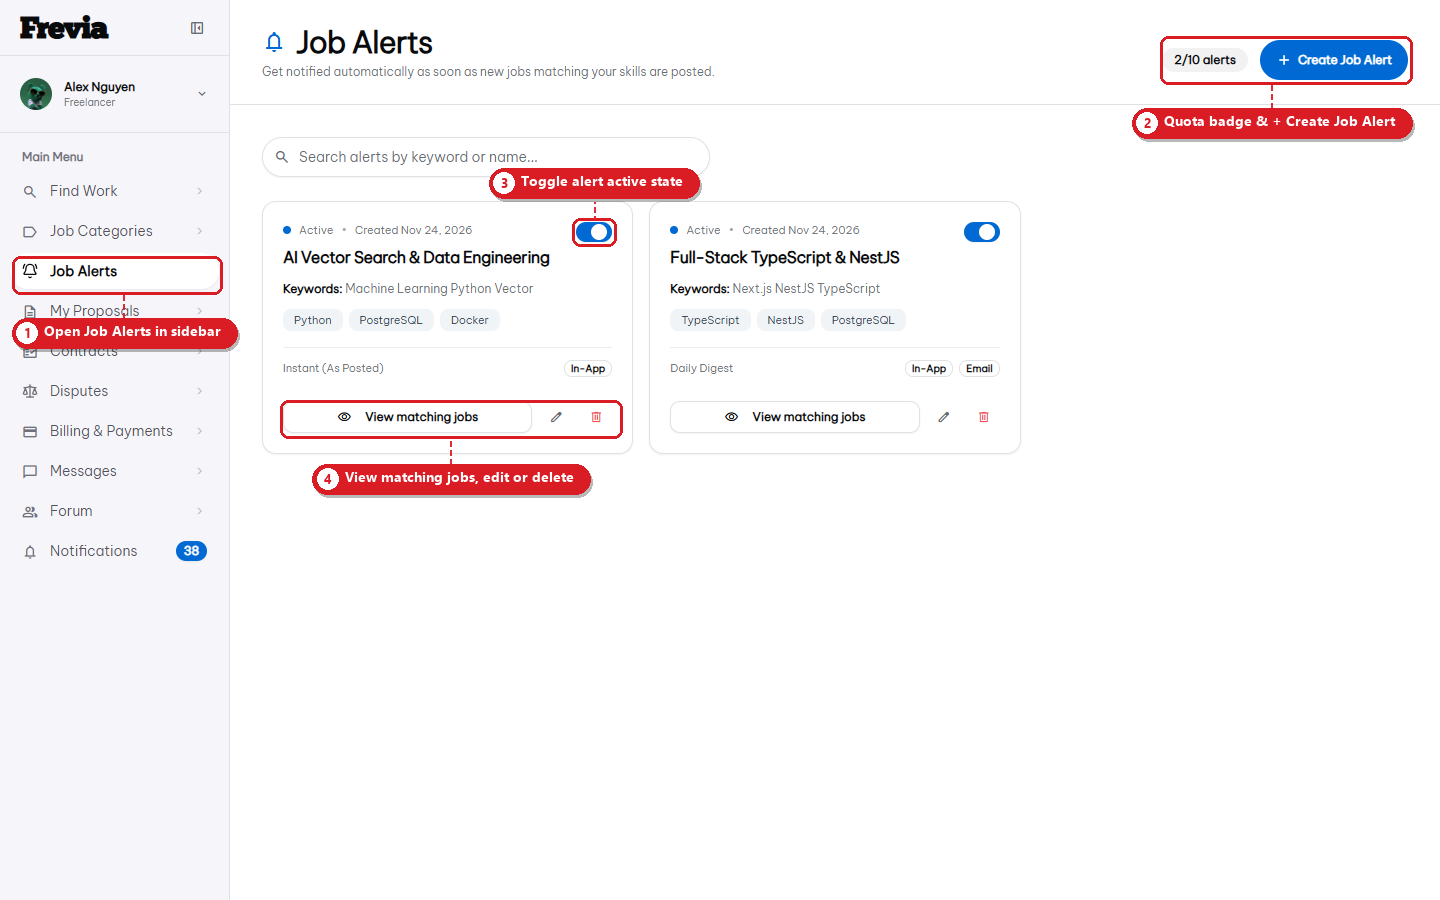 Frevia
Alex Nguyen
Freelancer
Main Menu
Find Work
Job Categories
Job Alerts
My Proposals
1 Open Job Alerts in sidebar
Contracts
Disputes
Billing & Payments
Messages
Forum
Notifications 38
Job Alerts
Get notified automatically as soon as new jobs matching your skills are posted.
2/10 alerts
+ Create Job Alert
2 Quota badge & + Create Job Alert
Search alerts by keyword or name...
3 Toggle alert active state
Active • Created Nov 24, 2026
AI Vector Search & Data Engineering
Keywords: Machine Learning Python Vector
Python PostgreSQL Docker
Instant (As Posted) In-App
View matching jobs
4 View matching jobs, edit or delete
Active • Created Nov 24, 2026
Full-Stack TypeScript & NestJS
Keywords: Next.js NestJS TypeScript
TypeScript NestJS PostgreSQL
Daily Digest In-App Email
View matching jobs